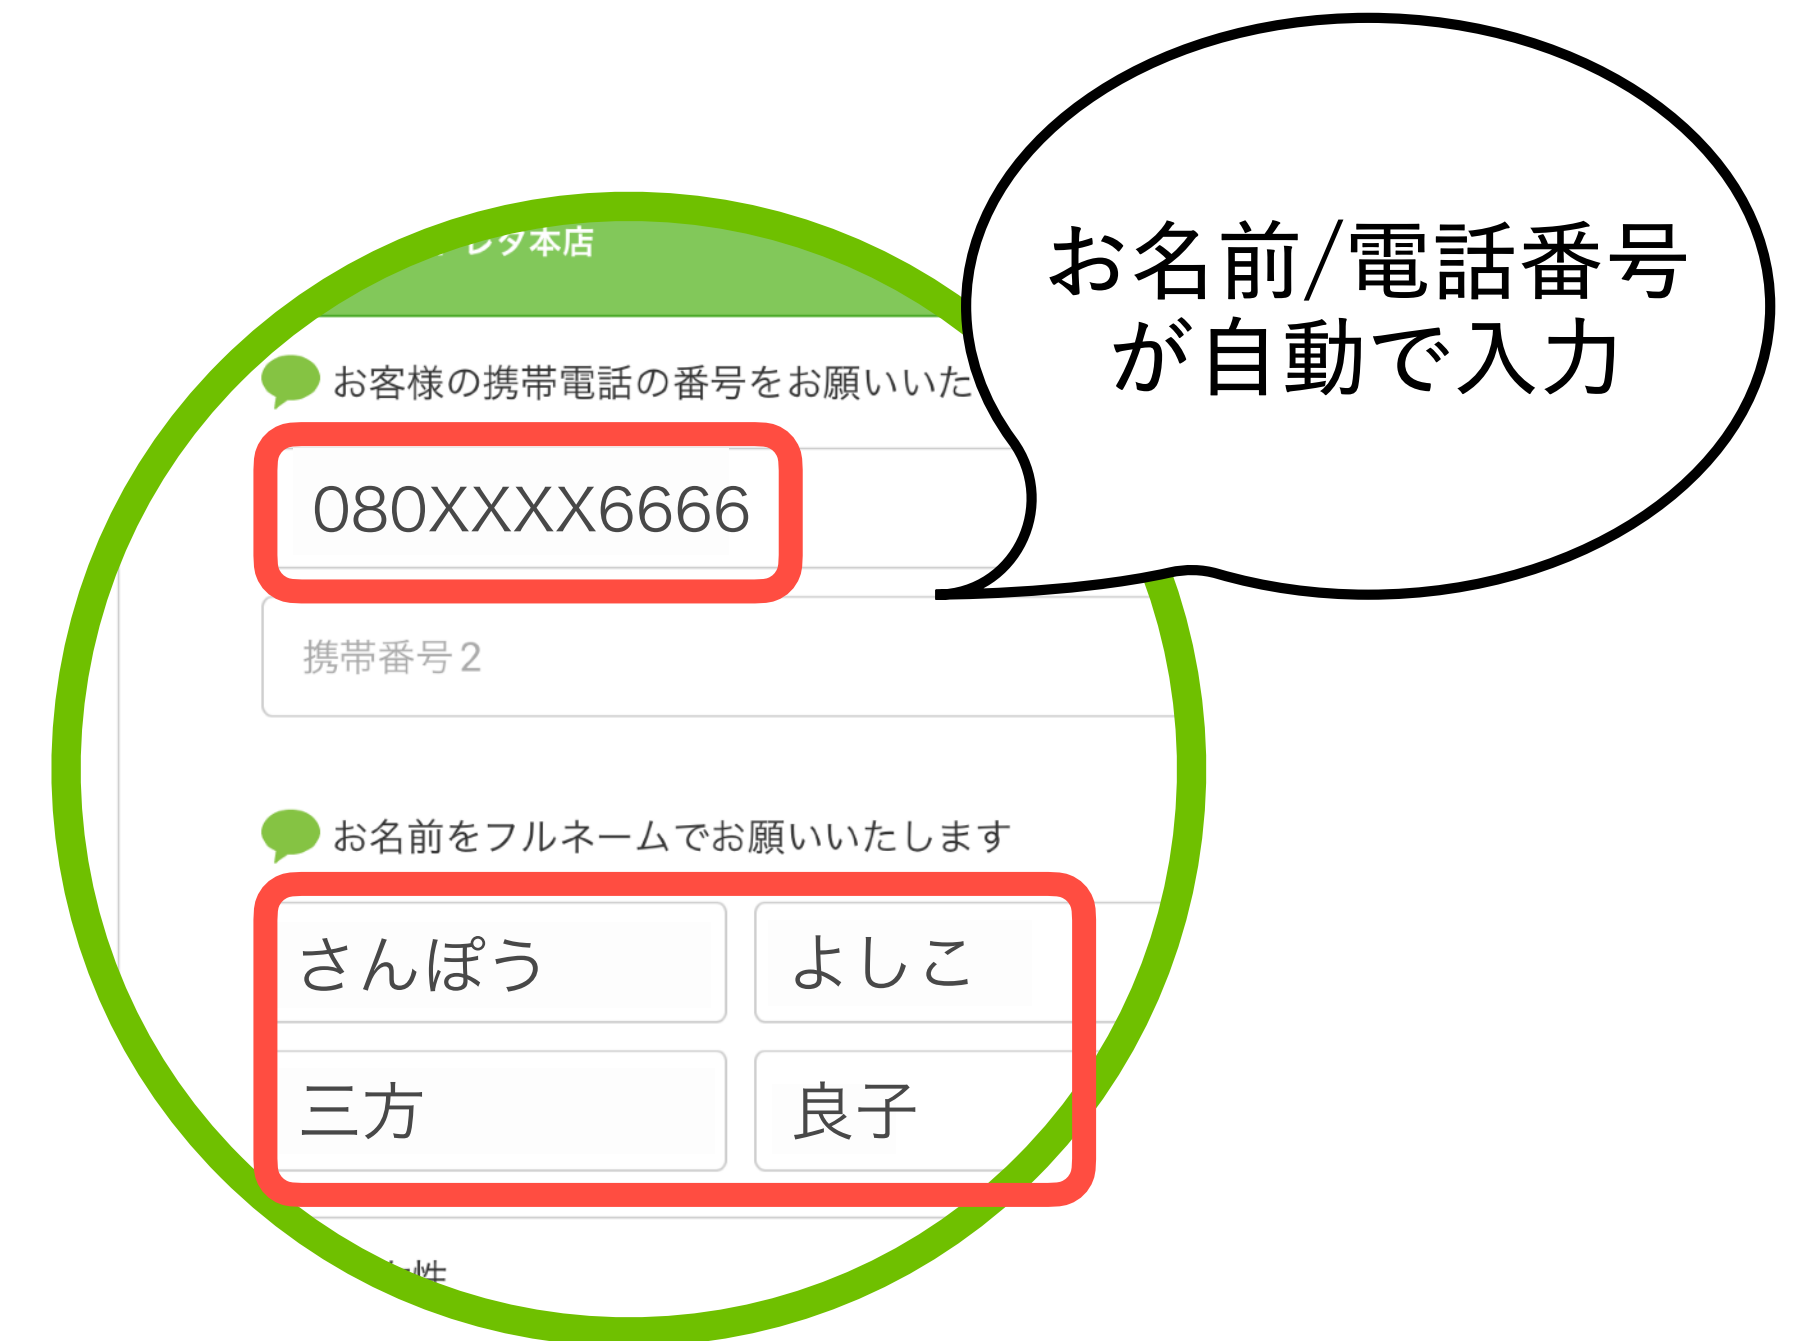 お名前/電話番号
が自動で入力
レタ本店
お客様の携帯電話の番号をお願いいた
080XXXX6666
携帯番号2
お名前をフルネームでお願いいたします
さんぽう
よしこ
三方
良子
性